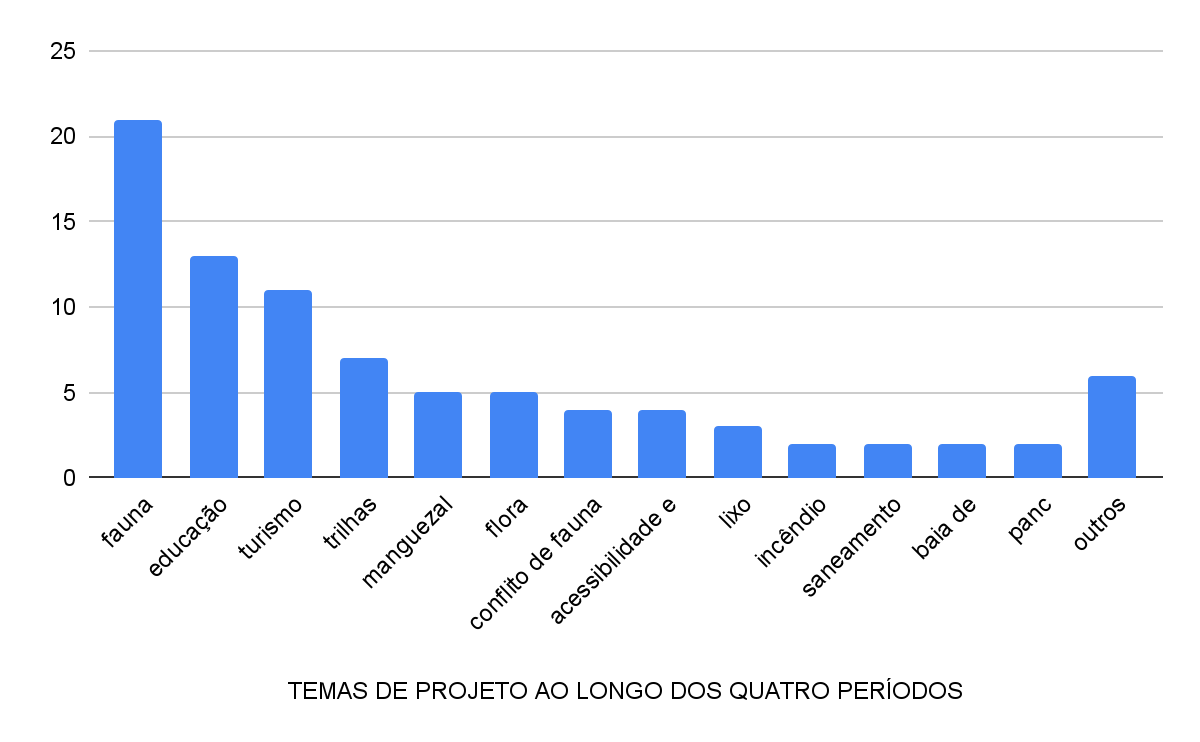 25
20
15
10
5
0
fauna
educação
turismo
trilhas
manguezal
flora
conflito de fauna
acessibilidade e
lixo
incêndio
saneamento
baia de
panc
outros
TEMAS DE PROJETO AO LONGO DOS QUATRO PERÍODOS